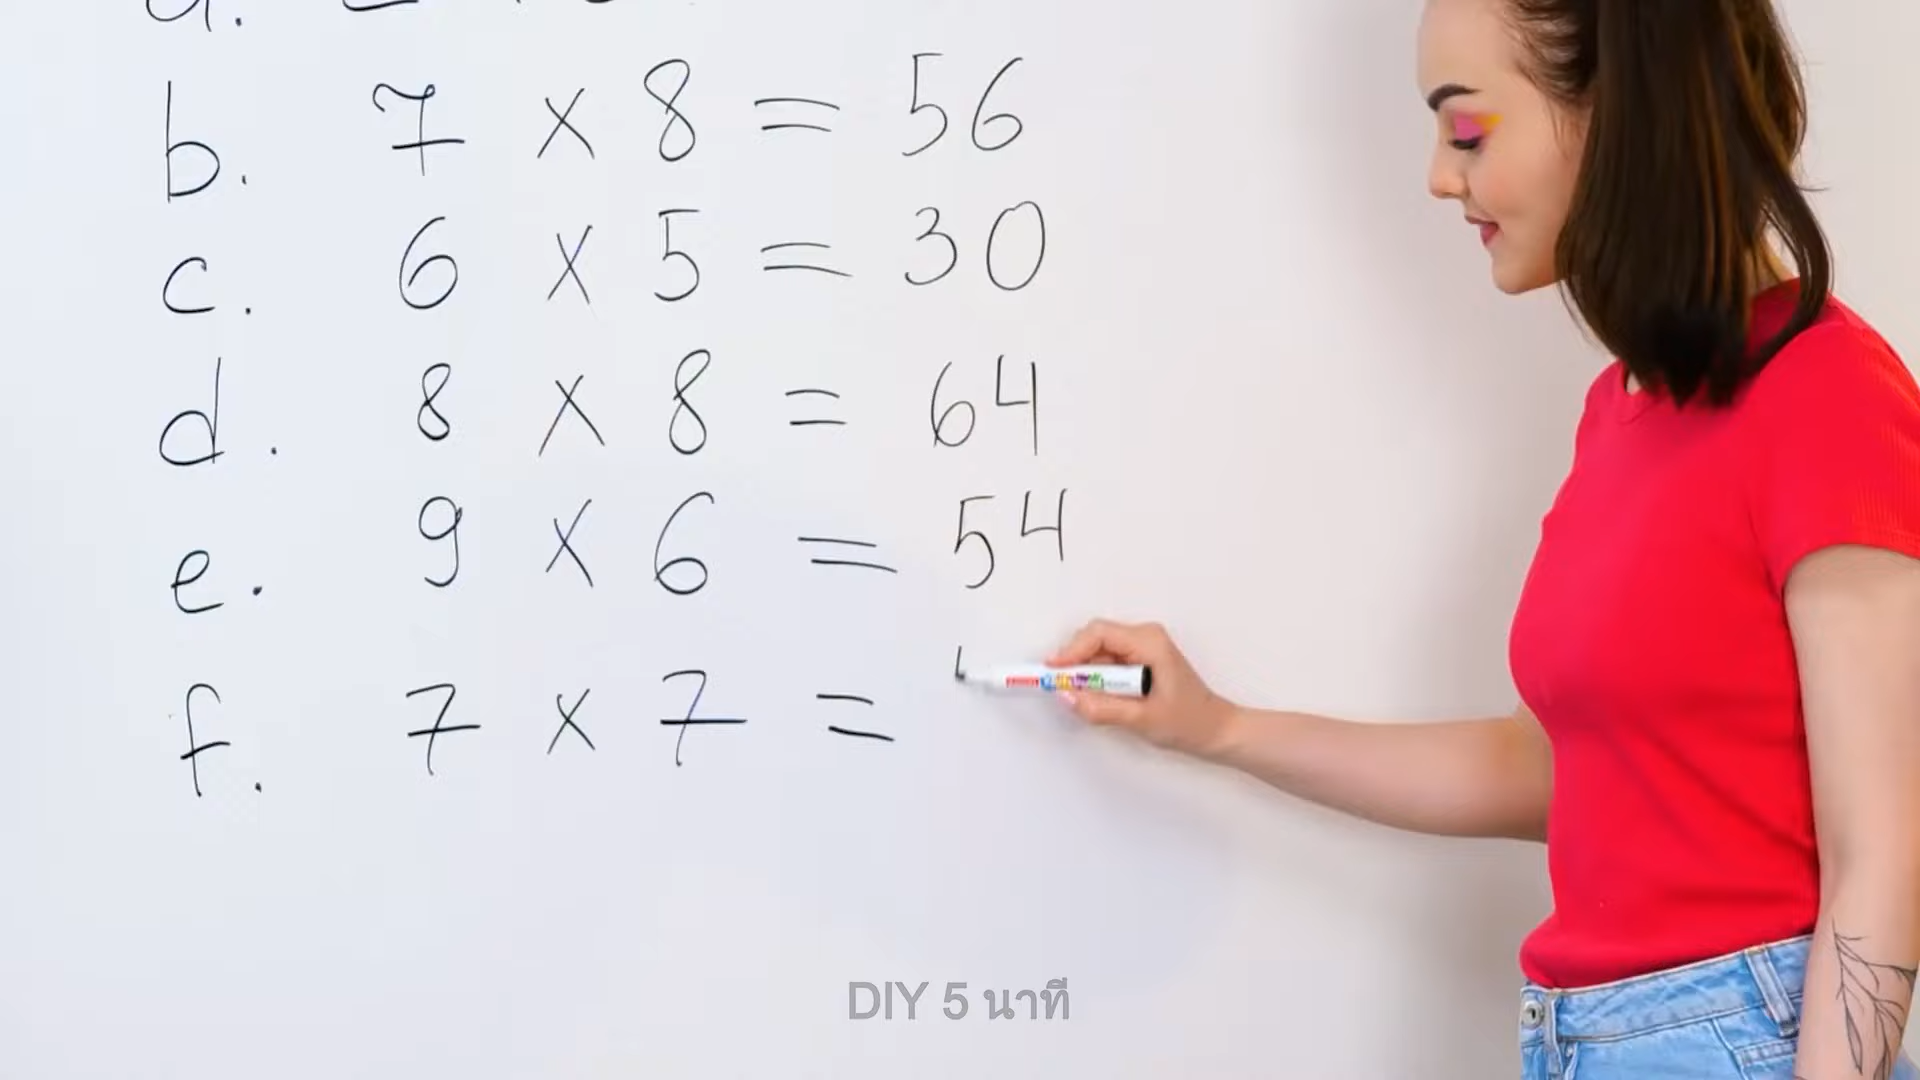 b. 7 x 8 = 56
c. 6 x 5 = 30
d. 8 x 8 = 64
e. 9 x 6 = 54
f. 7 x 7 =
DIY 5 นาที